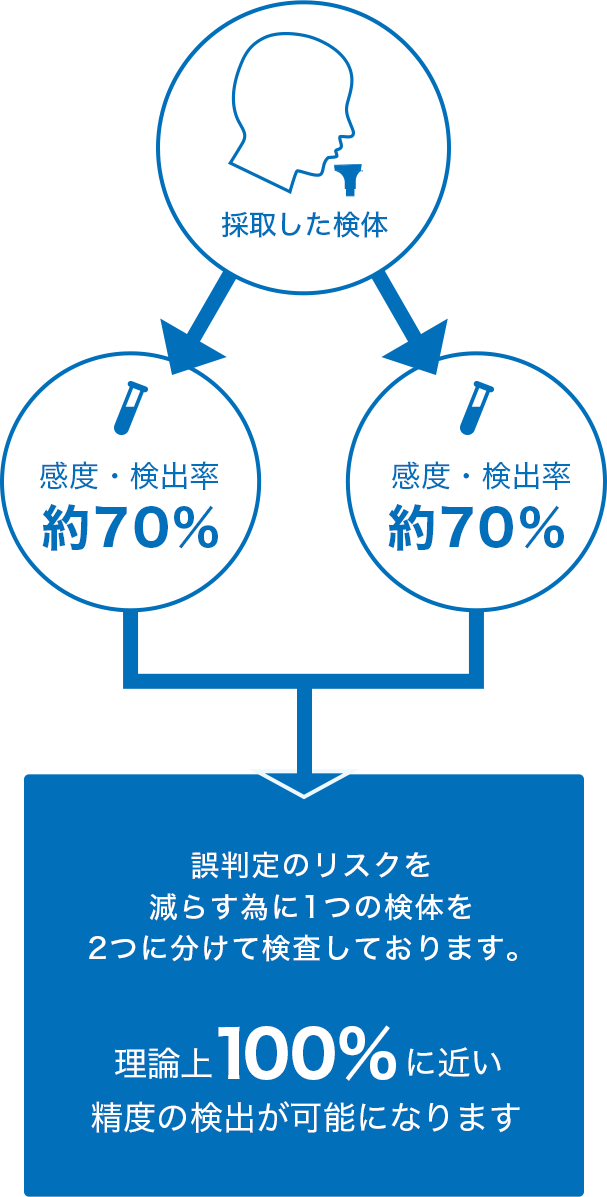 採取した検体
感度・検出率
約70%
感度・検出率
約70%
誤判定のリスクを
減らす為に1つの検体を
2つに分けて検査しております。
理論上100%に近い
精度の検出が可能になります